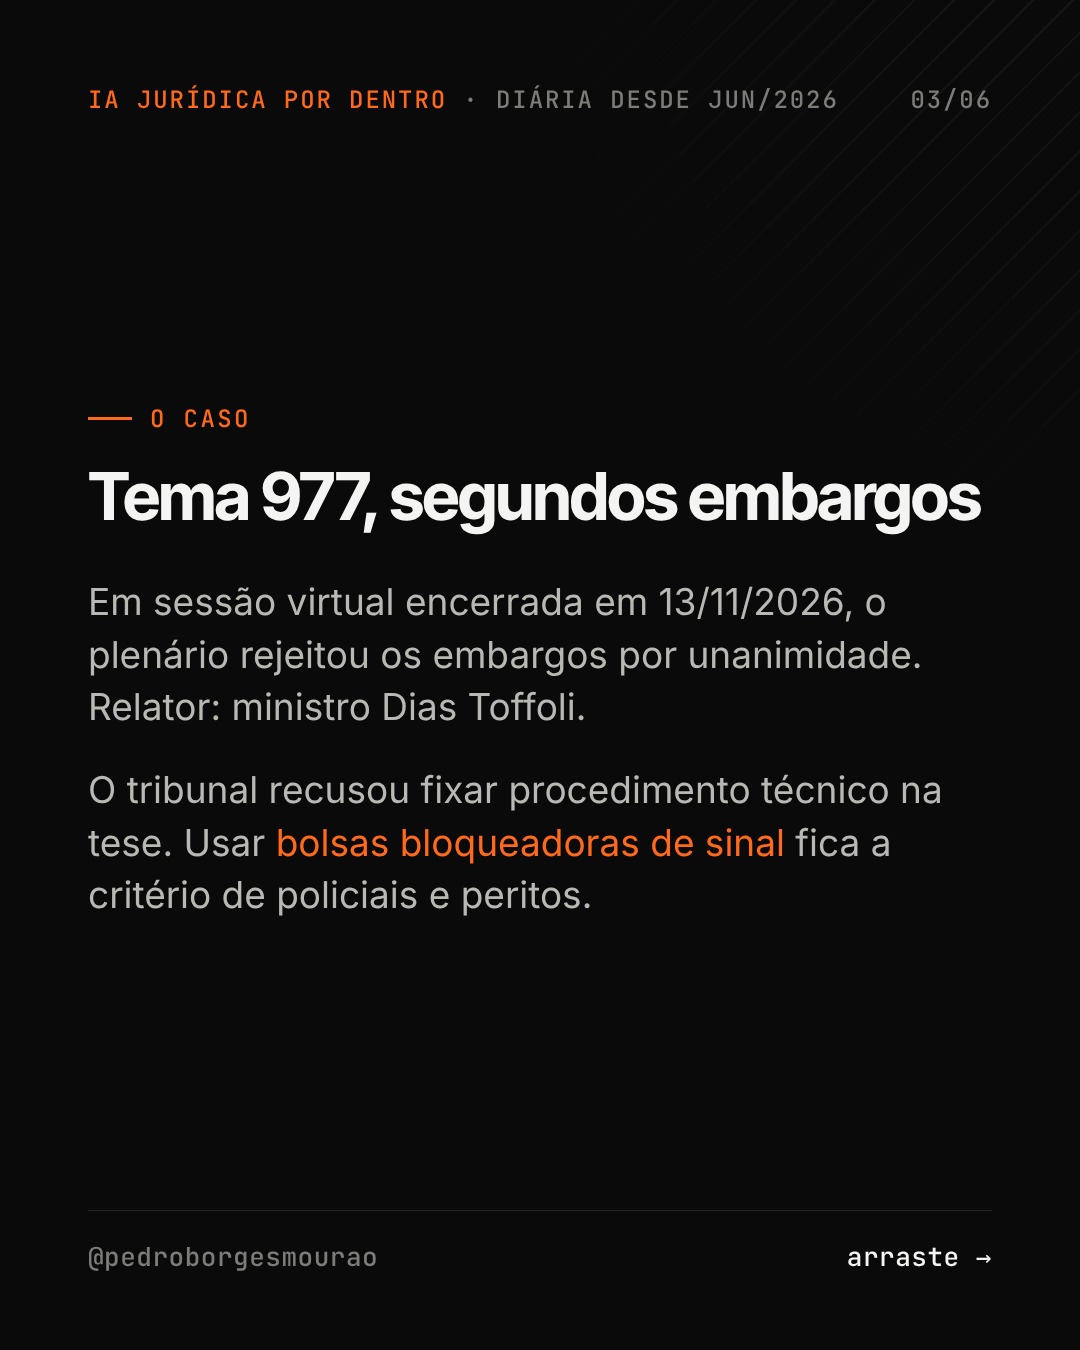 IA JURÍDICA POR DENTRO · DIÁRIA DESDE JUN/2026 03/06
O CASO
Tema 977, segundos embargos
Em sessão virtual encerrada em 13/11/2026, o
plenário rejeitou os embargos por unanimidade.
Relator: ministro Dias Toffoli.
O tribunal recusou fixar procedimento técnico na
tese. Usar bolsas bloqueadoras de sinal fica a
critério de policiais e peritos.
@pedroborgesmourao arraste →